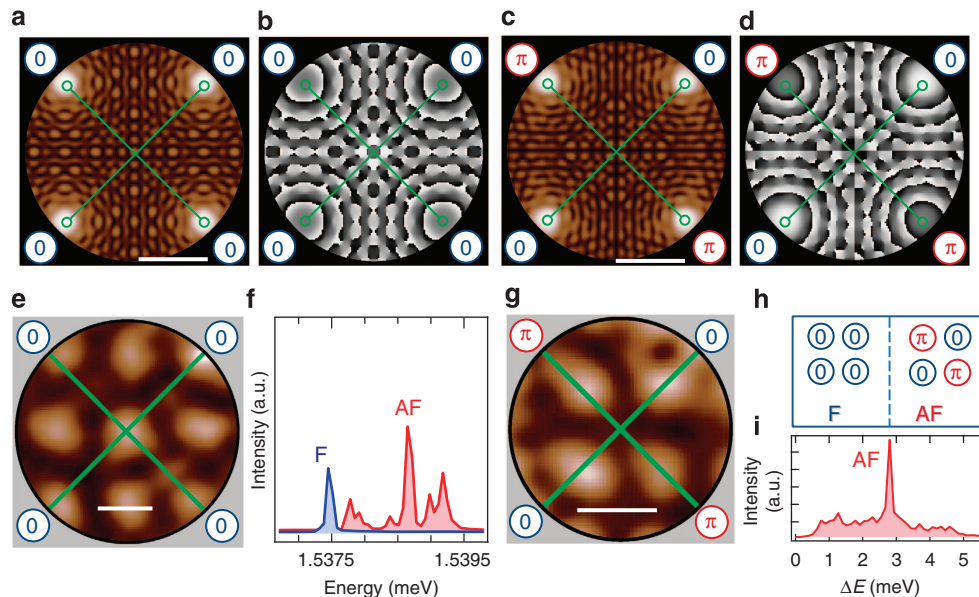 a
b
c
d
0 0 0 0 π 0 π 0
0 0 0 0 0 π 0 π
e
f
g
h
0 0
0 0
Intensity (a.u.)
F
AF
1.5375 1.5395
Energy (meV)
π 0
0 π
0 0 π 0
0 0 0 π
F AF
i
Intensity
(a.u.)
AF
0 1 2 3 4 5
ΔE (meV)